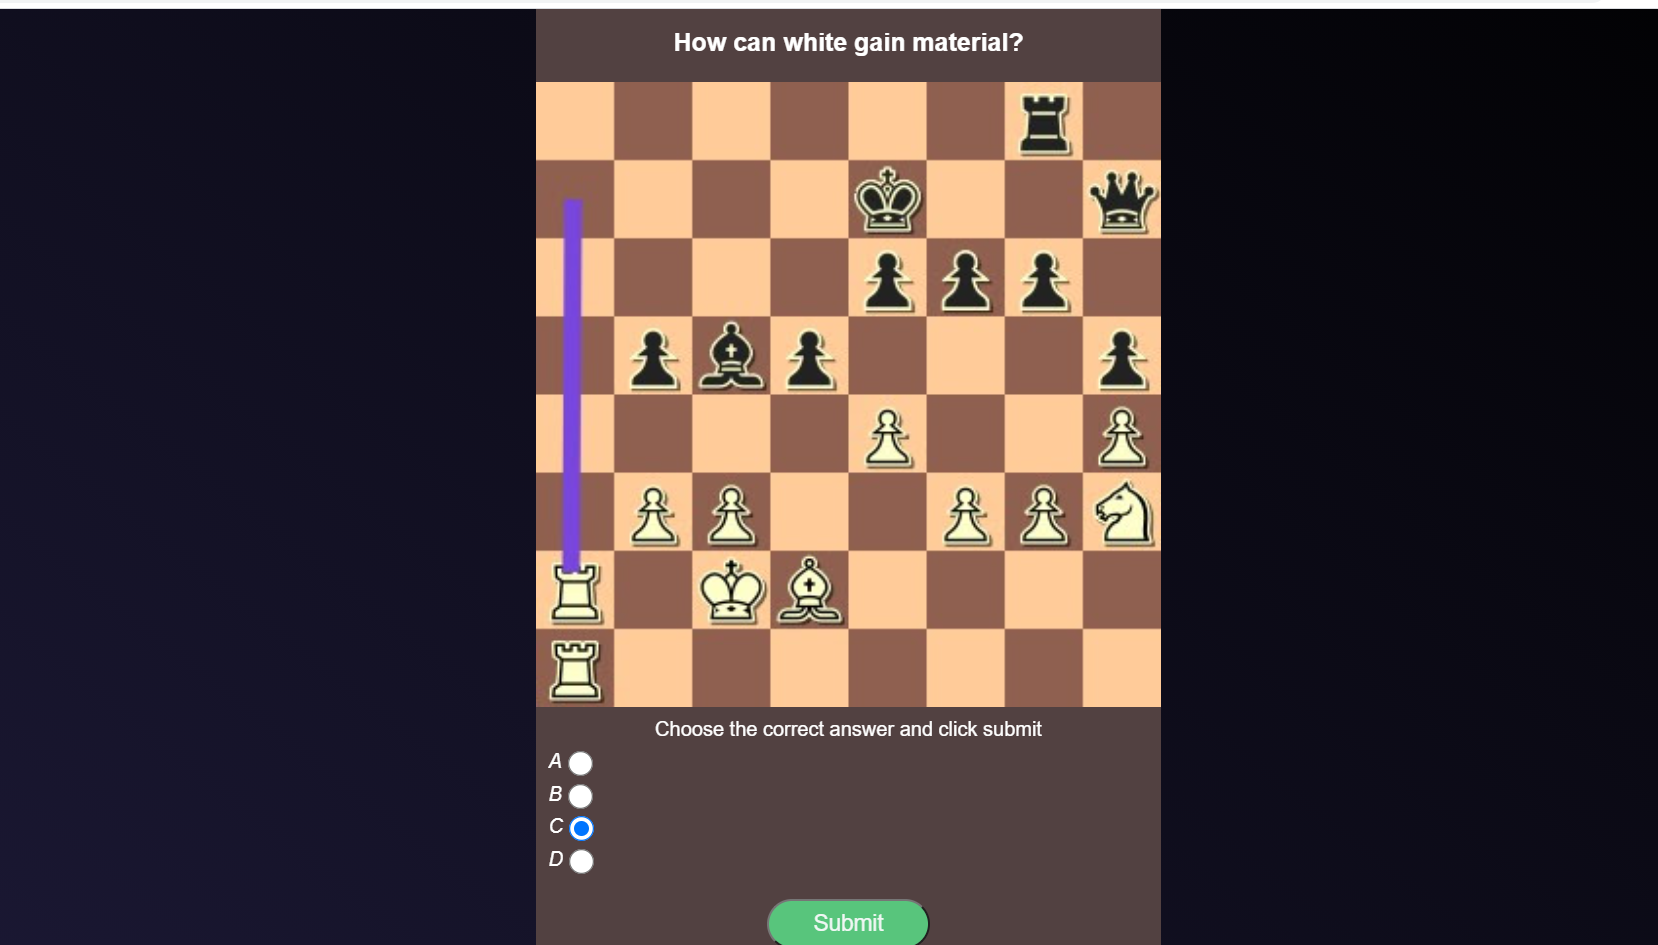 How can white gain material?
Choose the correct answer and click submit
A
B
C
D
Submit